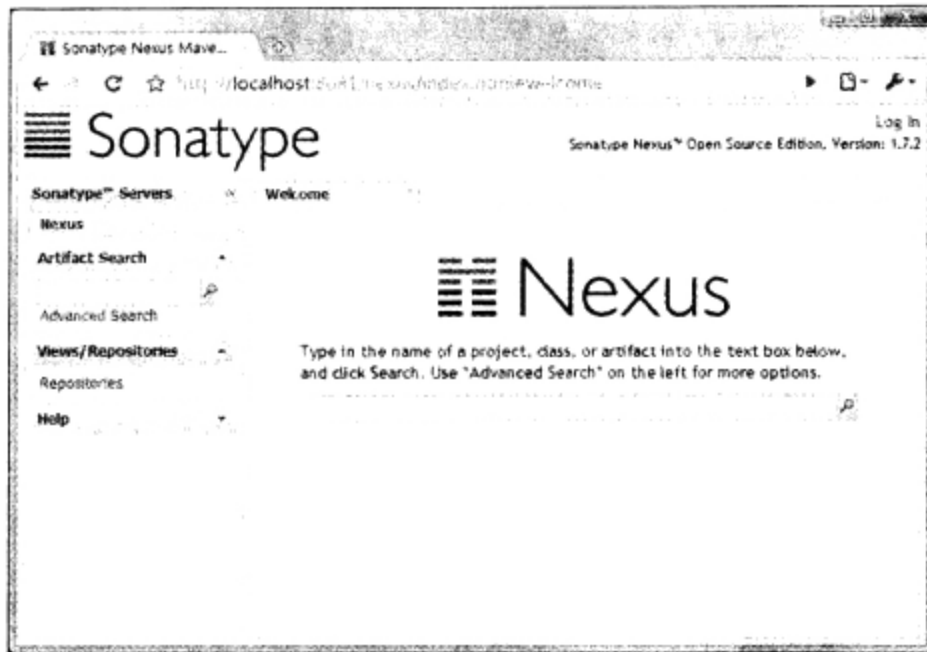 Sonatype Nexus Mave...
localhost
Sonatype
Log In
Sonatype Nexus™ Open Source Edition, Version: 1.7.2
Sonatype™ Servers
Welcome
Nexus
Artifact Search
Advanced Search
Views/Repositories
Repositories
Help
Nexus
Type in the name of a project, class, or artifact into the text box below,
and click Search. Use "Advanced Search" on the left for more options.